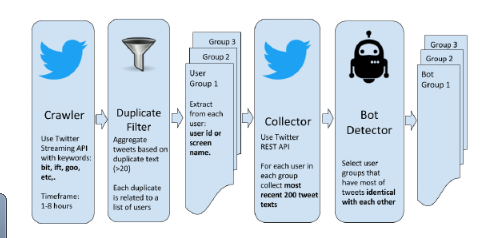 Crawler
Use Twitter
Streaming API
with keywords:
bit, ift, goo,
etc,.
Timeframe:
1-8 hours
Duplicate
Filter
Aggregate
tweets based on
duplicate text
(>20)
Each duplicate
is related to a
list of users
Group 3
Group 2
User
Group 1
Extract
from each
user:
user id or
screen
name.
Collector
Use Twitter
REST API
For each user in
each group
collect most
recent 200 tweet
texts
Bot
Detector
Select user
groups that
have most of
tweets identical
with each other
Group 3
Group 2
Bot
Group 1